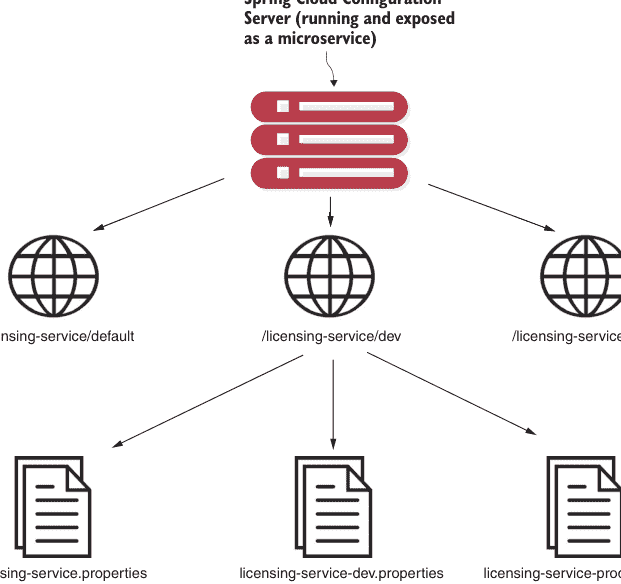 Spring Cloud Configuration
Server (running and exposed
as a microservice)
nsing-service/default
/licensing-service/dev
/licensing-service
sing-service.properties
licensing-service-dev.properties
licensing-service-prod